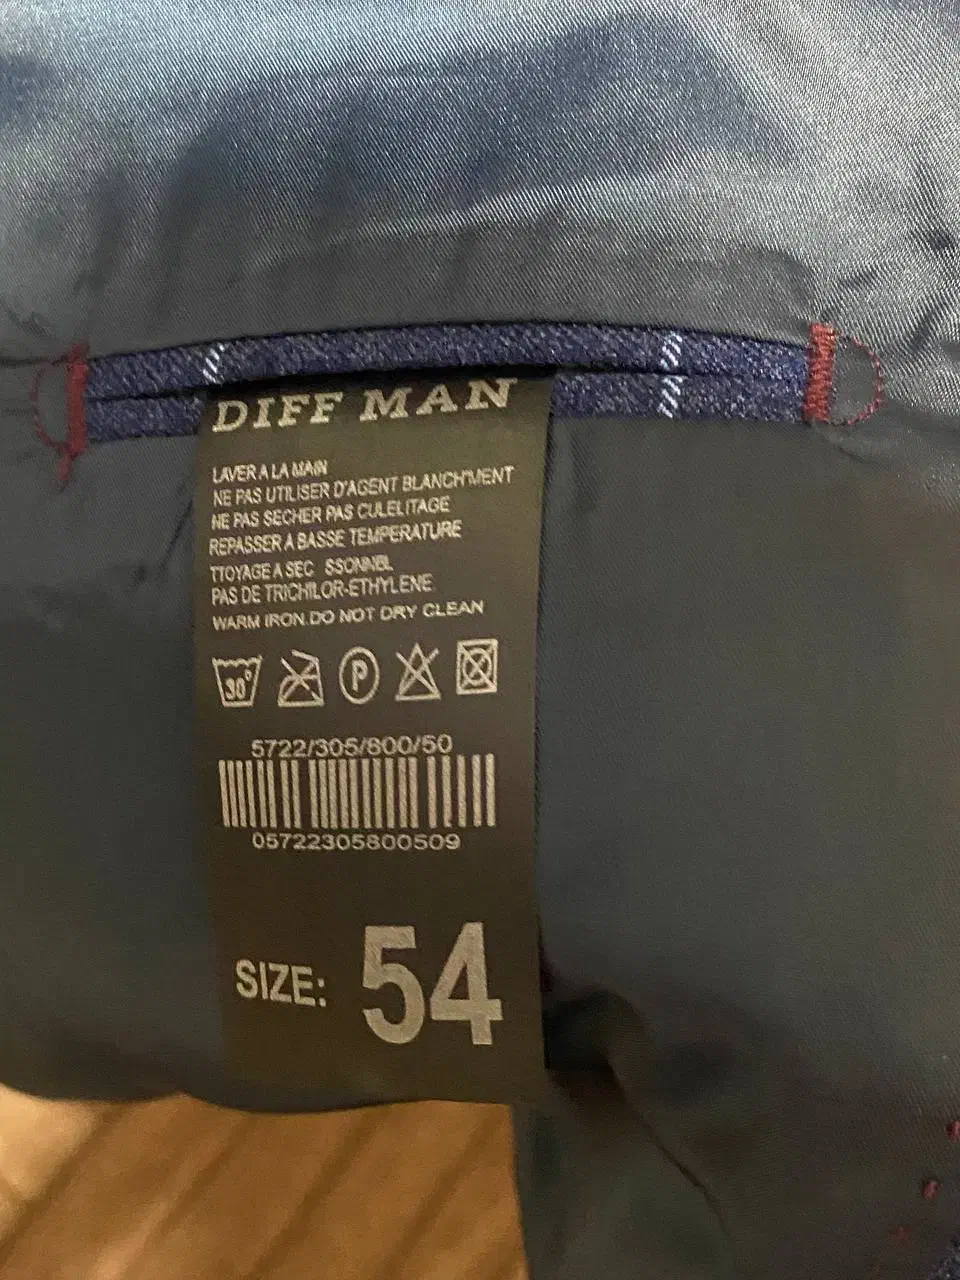 DIFF MAN
LAVER A LA MAIN
NE PAS UTILISER D'AGENT BLANCH'MENT
NE PAS SECHER PAS CULELITAGE
REPASSER A BASSE TEMPERATURE
TTOYAGE A SEC SSONNEL
PAS DE TRICHILOR-ETHYLENE
WARM IRON.DO NOT DRY CLEAN
30°
P
5722/305/800/50
05722305800509
SIZE: 54